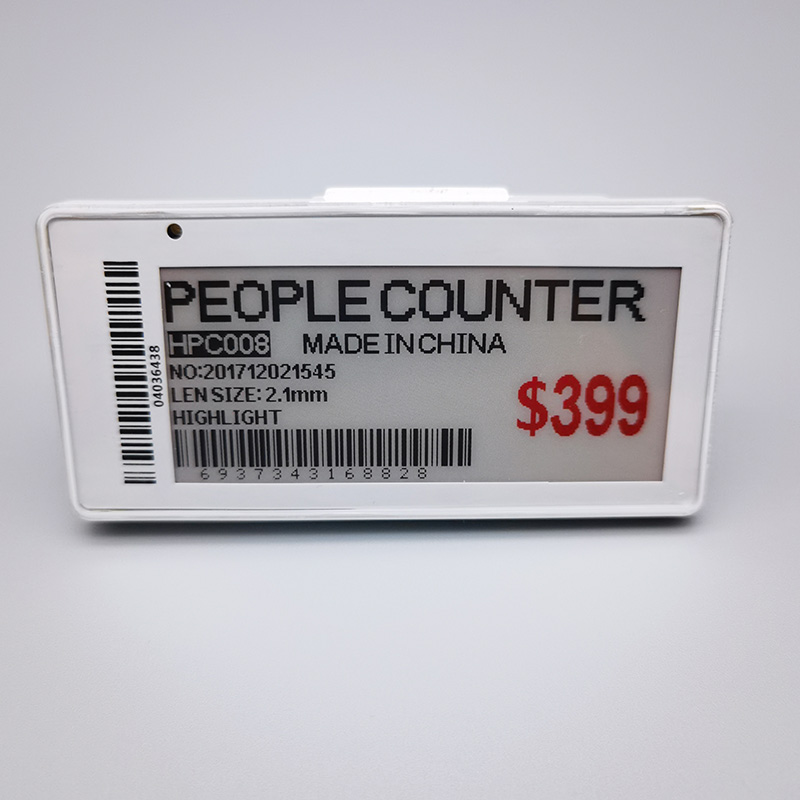 PEOPLE COUNTER
HPC008 MADE IN CHINA
NO:201712021545
LEN SIZE: 2.1mm
HIGHLIGHT
$399
6937343168828
04036438